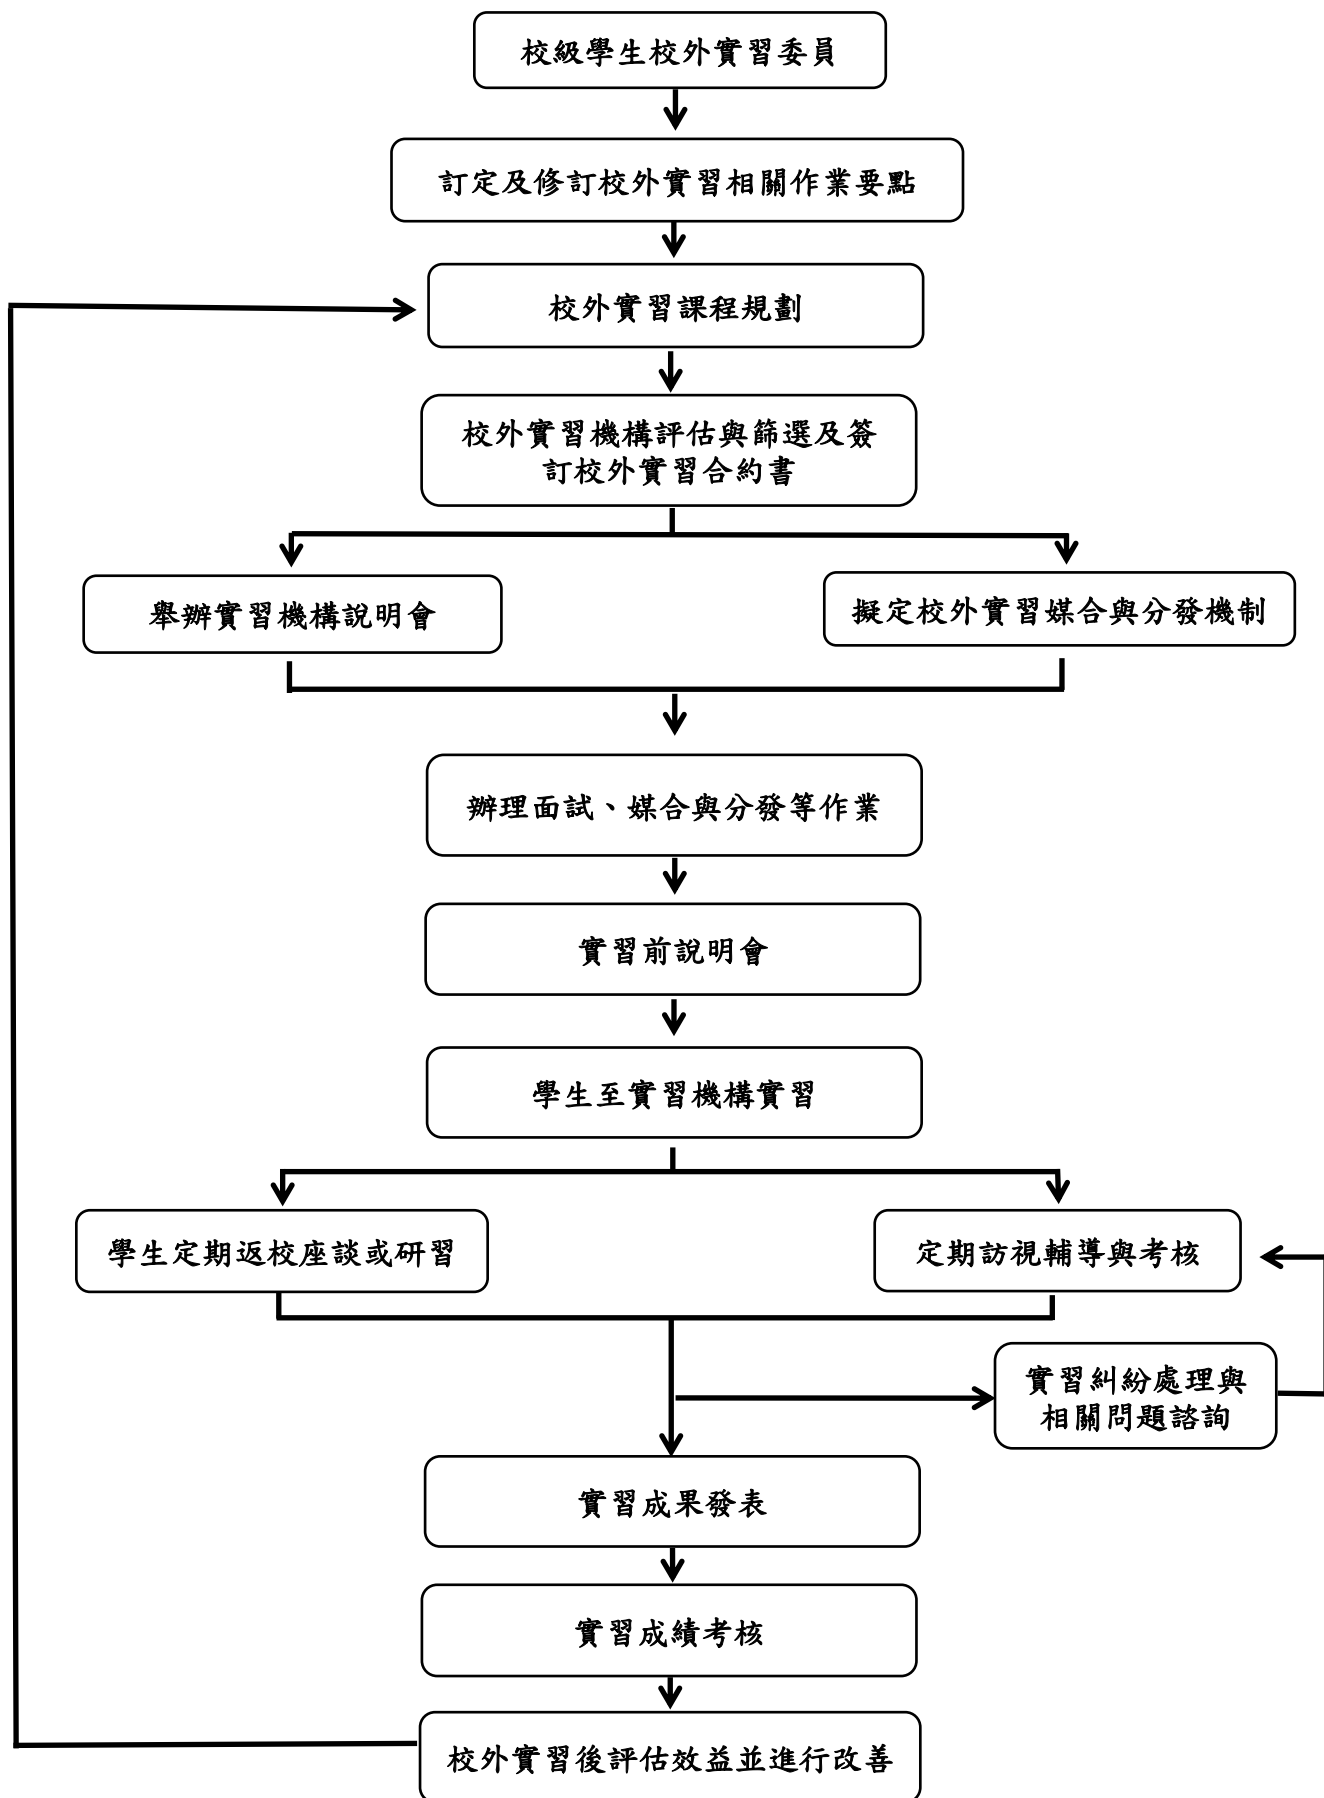 校級學生校外實習委員
訂定及修訂校外實習相關作業要點
校外實習課程規劃
校外實習機構評估與篩選及簽
訂校外實習合約書
舉辦實習機構說明會
擬定校外實習媒合與分發機制
辦理面試、媒合與分發等作業
實習前說明會
學生至實習機構實習
學生定期返校座談或研習
定期訪視輔導與考核
實習糾紛處理與
相關問題諮詢
實習成果發表
實習成績考核
校外實習後評估效益並進行改善